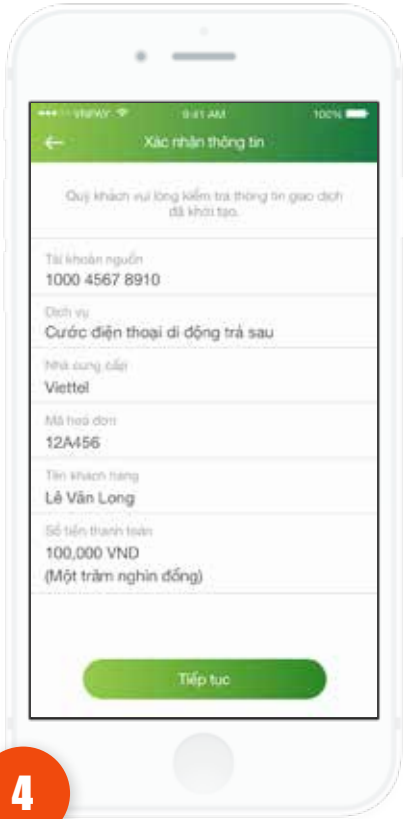 VNPAY 9:41 AM 100%
Xác nhận thông tin
Quý khách vui lòng kiểm tra thông tin giao dịch
đã khởi tạo.
Tài khoản nguồn
1000 4567 8910
Dịch vụ
Cước điện thoại di động trả sau
Nhà cung cấp
Viettel
Mã hoá đơn
12A456
Tên khách hàng
Lê Văn Long
Số tiền thanh toán
100,000 VND
(Một trăm nghìn đồng)
Tiếp tục
4